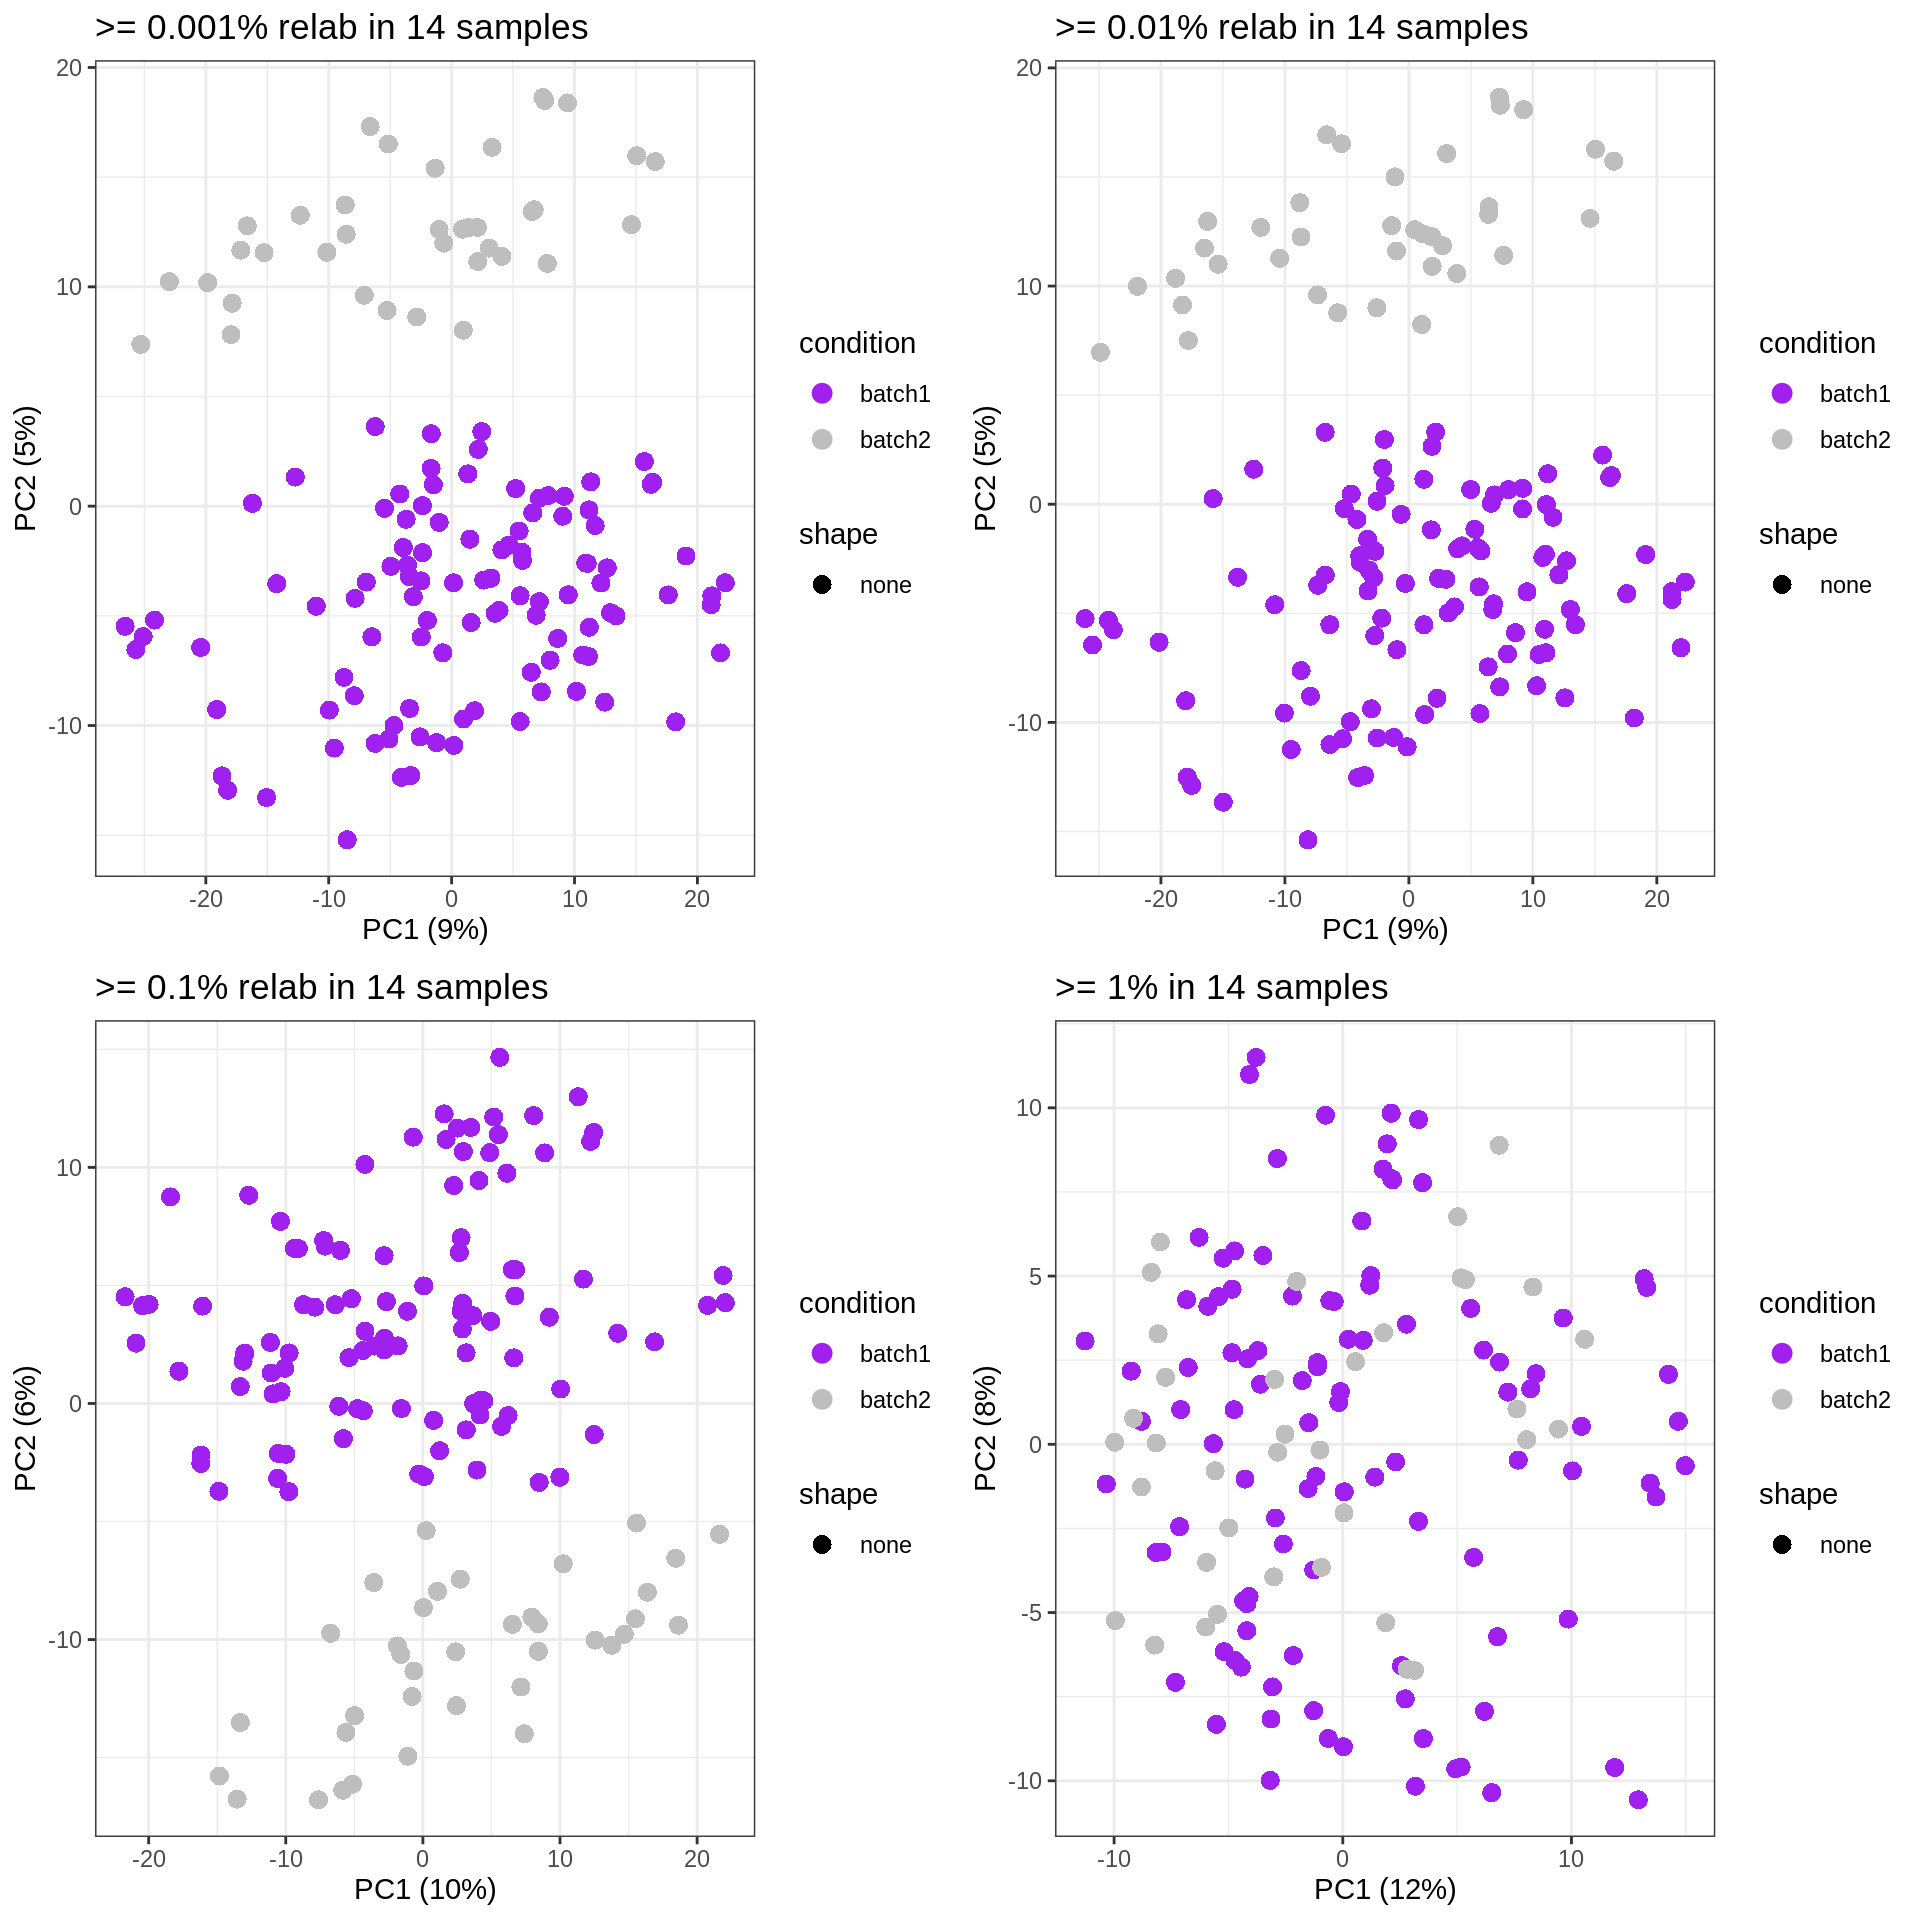 >= 0.001% relab in 14 samples
20
10
0
-10
-20
-10
0
10
20
PC1 (9%)
PC2 (5%)
condition
batch1
batch2
shape
none
>= 0.01% relab in 14 samples
20
10
0
-10
-20
-10
0
10
20
PC1 (9%)
PC2 (5%)
condition
batch1
batch2
shape
none
>= 0.1% relab in 14 samples
10
0
-10
-20
-10
0
10
20
PC1 (10%)
PC2 (6%)
condition
batch1
batch2
shape
none
>= 1% in 14 samples
10
5
0
-5
-10
-10
0
10
PC1 (12%)
PC2 (8%)
condition
batch1
batch2
shape
none